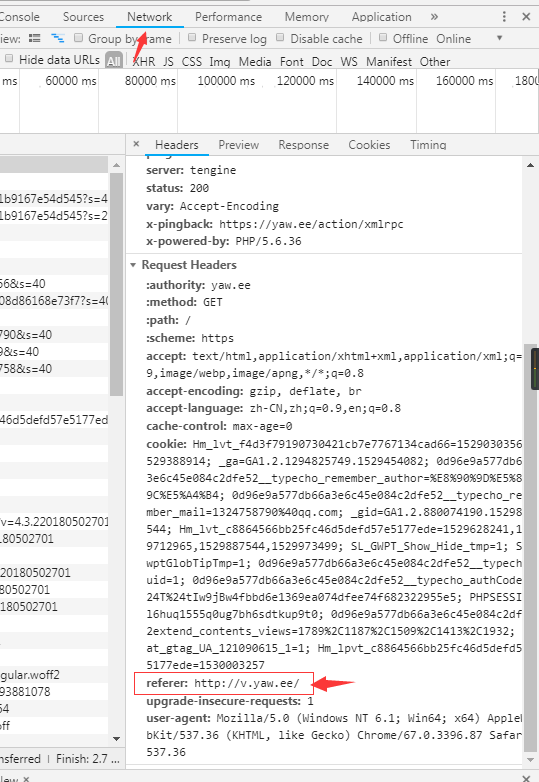 Console Sources Network Performance Memory Application »
View: Group by frame Preserve log Disable cache Offline Online
Hide data URLs All XHR JS CSS Img Media Font Doc WS Manifest Other
ms 60000 ms 80000 ms 100000 ms 120000 ms 140000 ms 160000 ms 1800
× Headers Preview Response Cookies Timing
server: tengine
status: 200
vary: Accept-Encoding
x-pingback: https://yaw.ee/action/xmlrpc
x-powered-by: PHP/5.6.36
Request Headers
:authority: yaw.ee
:method: GET
:path: /
:scheme: https
accept: text/html,application/xhtml+xml,application/xml;q=
9,image/webp,image/apng,*/*;q=0.8
accept-encoding: gzip, deflate, br
accept-language: zh-CN,zh;q=0.9,en;q=0.8
cache-control: max-age=0
cookie: Hm_lvt_f4d3f79190730421cb7e7767134cad66=1529030356
529388914; _ga=GA1.2.1294825749.1529454082; 0d96e9a577db6
3e6c45e084c2dfe52__typecho_remember_author=%E8%90%9D%E5%8
9C%E5%A4%B4; 0d96e9a577db66a3e6c45e084c2dfe52__typecho_re
mber_mail=1324758790%40qq.com; _gid=GA1.2.880074190.15298
544; Hm_lvt_c8864566bb25fc46d5defd57e5177ede=1529628241,1
9712965,1529887544,1529973499; SL_GWPT_Show_Hide_tmp=1; S
wptGlobTipTmp=1; 0d96e9a577db66a3e6c45e084c2dfe52__typech
uid=1; 0d96e9a577db66a3e6c45e084c2dfe52__typecho_authCode
24T%24tIw9jBw4fbbd6e1369ea074dfee74f682322955e5; PHPSESSI
l6huq1555q0ug7bh6sdtkup9t0; 0d96e9a577db66a3e6c45e084c2df
2extend_contents_views=1789%2C1187%2C1509%2C1413%2C1932;
at_gtag_UA_121090615_1=1; Hm_lpvt_c8864566bb25fc46d5defd5
5177ede=1530003257
referer: http://v.yaw.ee/
upgrade-insecure-requests: 1
user-agent: Mozilla/5.0 (Windows NT 6.1; Win64; x64) Apple
bKit/537.36 (KHTML, like Gecko) Chrome/67.0.3396.87 Safar
537.36
1b9167e54d545?s=4
1b9167e54d545?s=2
56&s=40
08d86168e73f7?s=40
790&s=40
9&s=40
758&s=40
46d5defd57e5177ed
/v=4.3.220180502701
180502701
220180502701
0180502701
0180502701
gular.woff2
93881078
54
off
nsferred | Finish: 2.7 ...